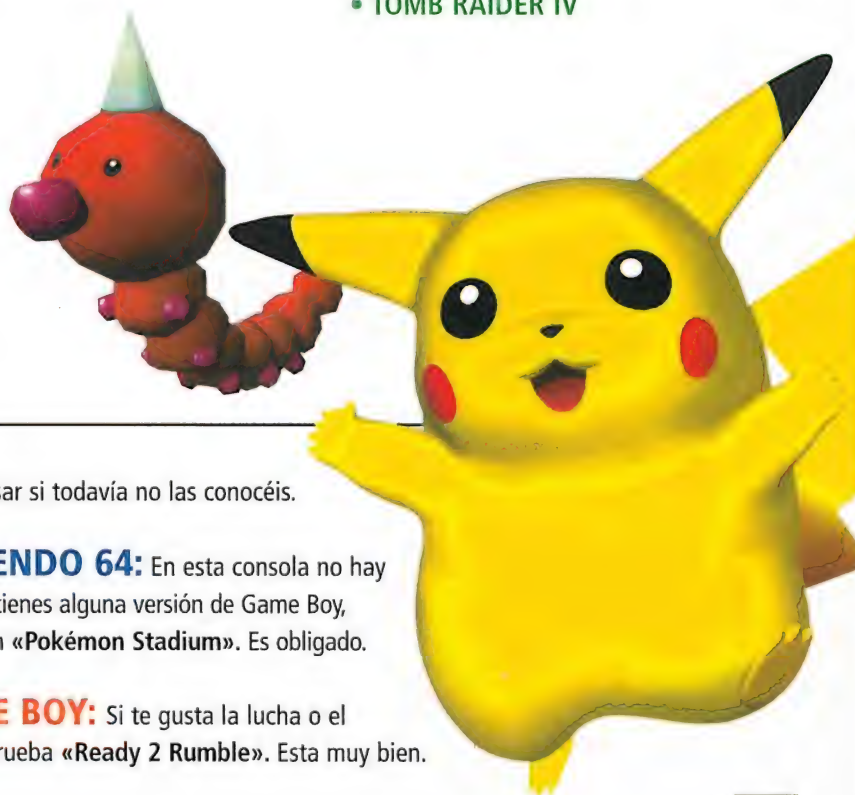 • TOMB RAIDER IV
ar si todavía no las conocéis.
ENDO 64: En esta consola no hay
tienes alguna versión de Game Boy,
n «Pokémon Stadium». Es obligado.
E BOY: Si te gusta la lucha o el
rueba «Ready 2 Rumble». Esta muy bien.